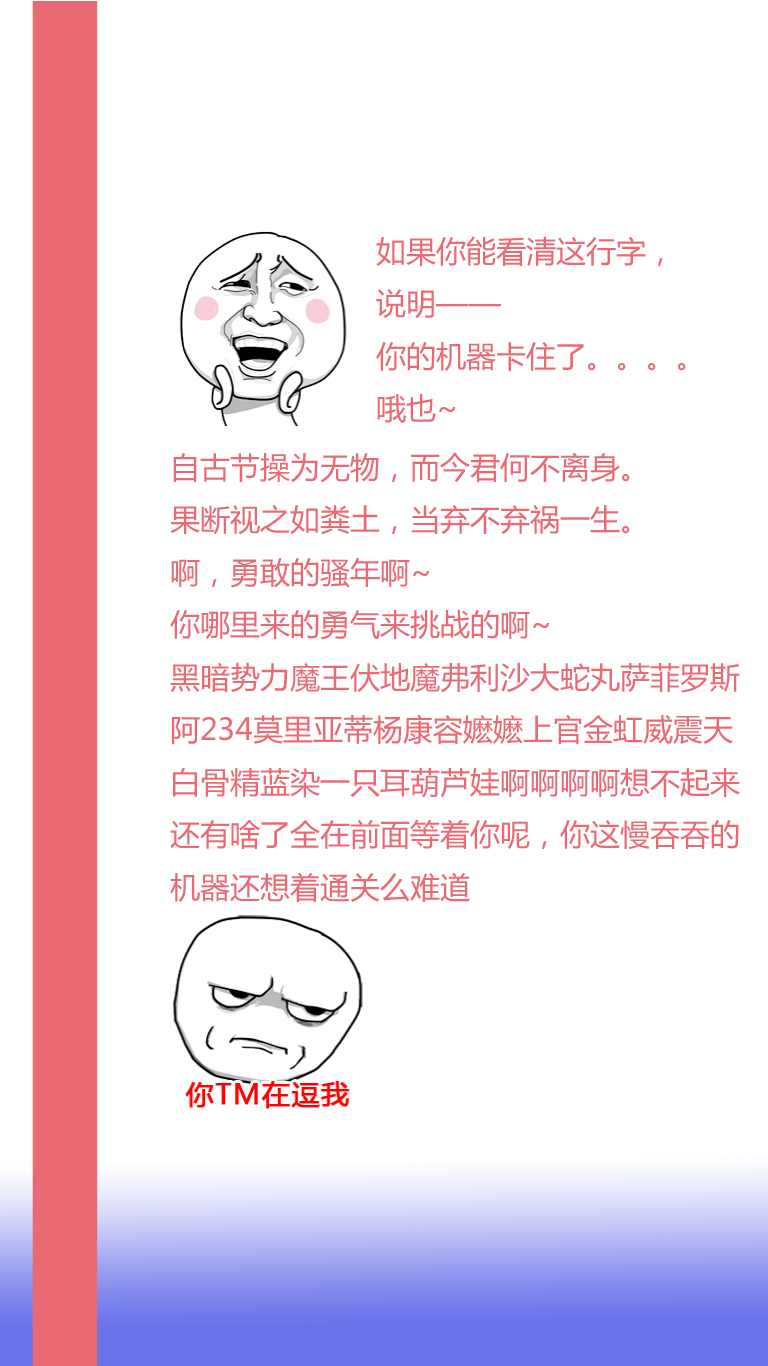 如果你能看清这行字，
说明——
你的机器卡住了。。。。
哦也~
自古节操为无物，而今君何不离身。
果断视之如粪土，当弃不弃祸一生。
啊，勇敢的骚年啊~
你哪里来的勇气来挑战的啊~
黑暗势力魔王伏地魔弗利沙大蛇丸萨菲罗斯
阿234莫里亚蒂杨康容嬷嬷上官金虹威震天
白骨精蓝染一只耳葫芦娃啊啊啊啊想不起来
还有啥了全在前面等着你呢，你这慢吞吞的
机器还想着通关么难道
你TM在逗我